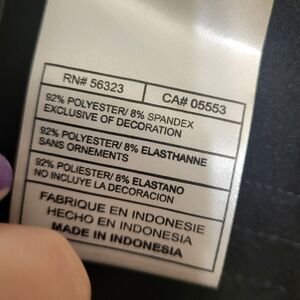 RN# 56323 CA# 05553
92% POLYESTER/ 8% SPANDEX
EXCLUSIVE OF DECORATION
92% POLYESTER/ 8% ELASTHANNE
SANS ORNEMENTS
92% POLIESTER/ 8% ELASTANO
NO INCLUYE LA DECORACION
FABRIQUE EN INDONESIE
HECHO EN INDONESIA
MADE IN INDONESIA